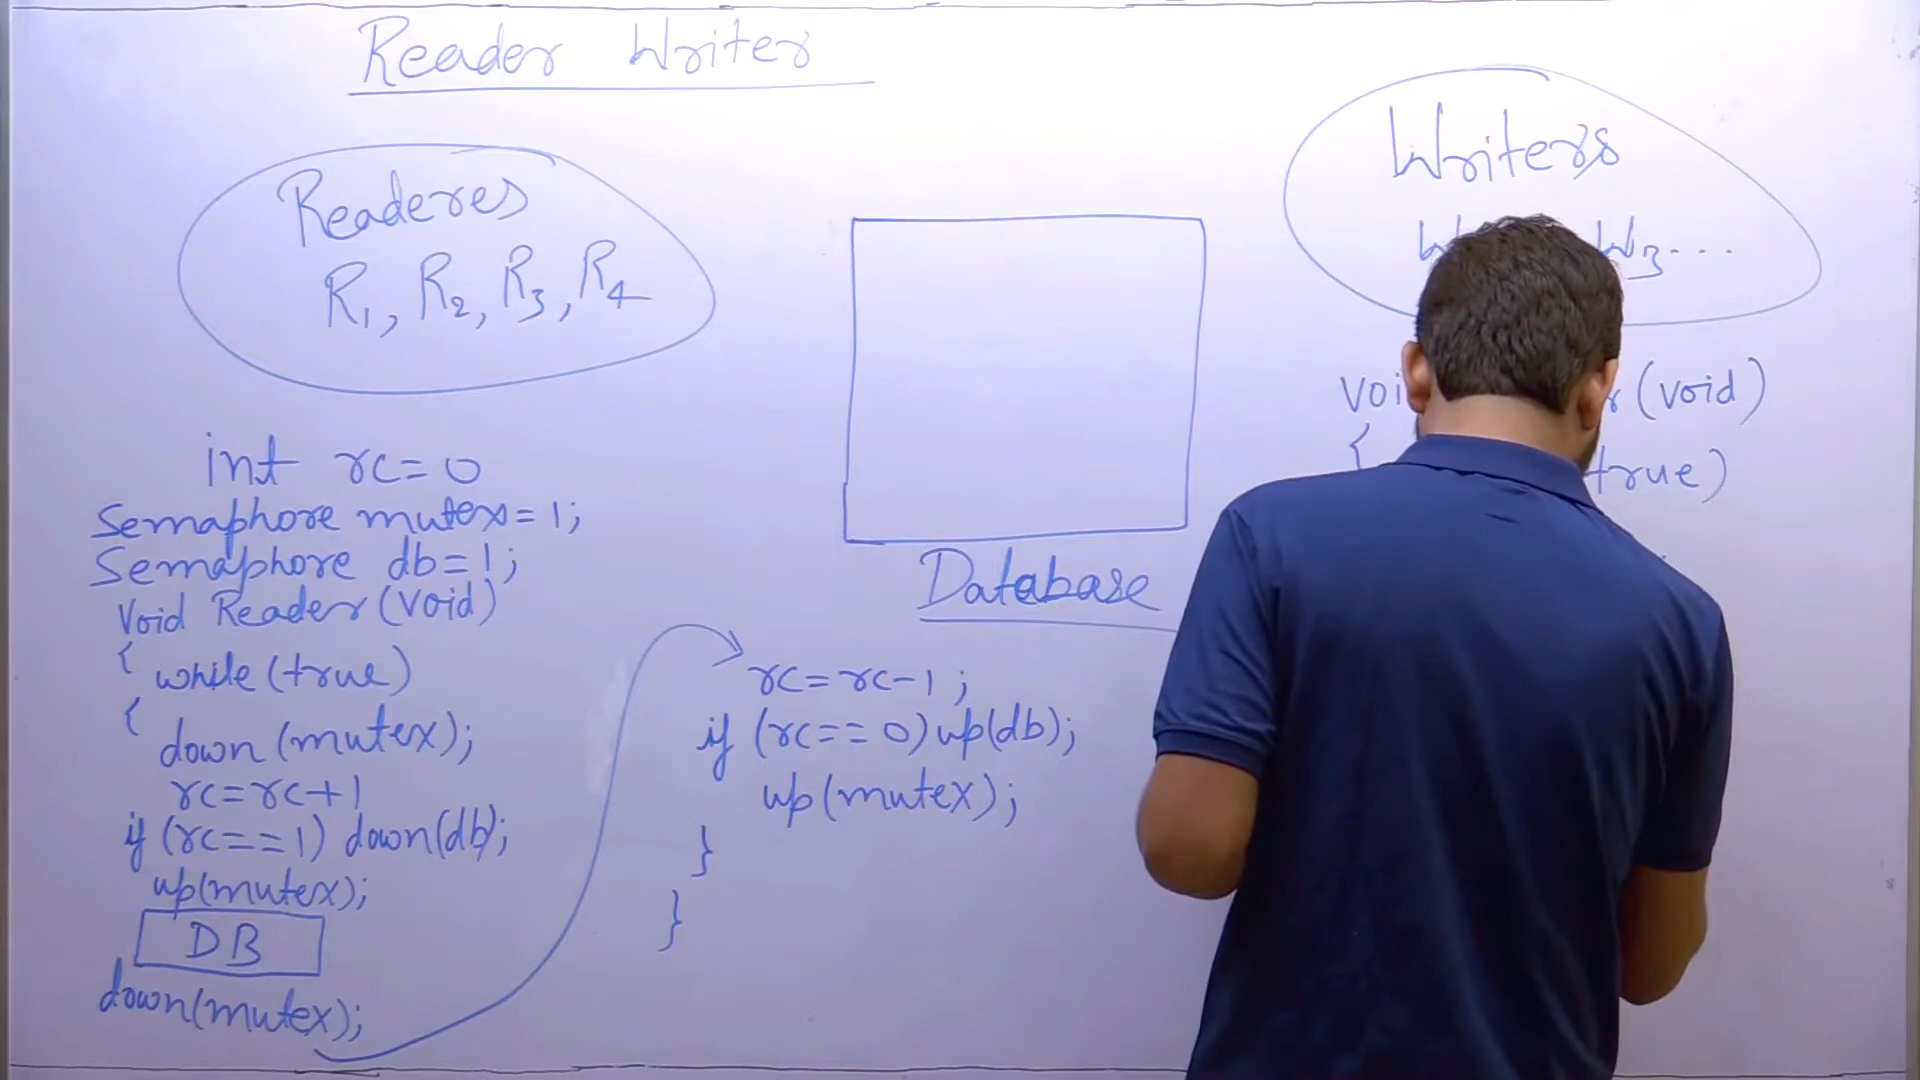 Reader Writer
Readeres
R1, R2, R3, R4
int rc=0
Semaphore mutex=1;
Semaphore db=1;
Void Reader(void)
{ while(true)
{
down(mutex);
rc=rc+1
if (rc==1) down(db);
up(mutex);
DB
down(mutex);
rc=rc-1;
if (rc==0) up(db);
up(mutex);
}
}
Database
Writers
W3...
(void)
{
true)